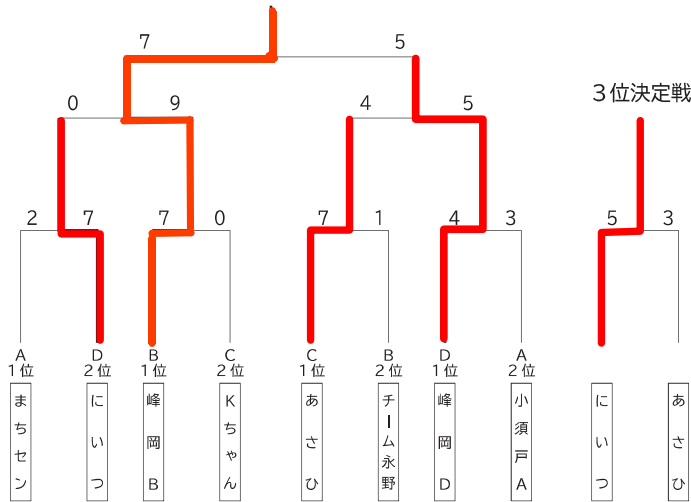 7 5
0 9 4 5
3位決定戦
2 7 7 0 7 1 4 3 5 3
A D B C C B D A
1位 2位 1位 2位 1位 2位 1位 2位
まちセン
にいつ
峰岡B
Kちゃん
あさひ
チーム永野
峰岡D
小須戸A
にいつ
あさひ